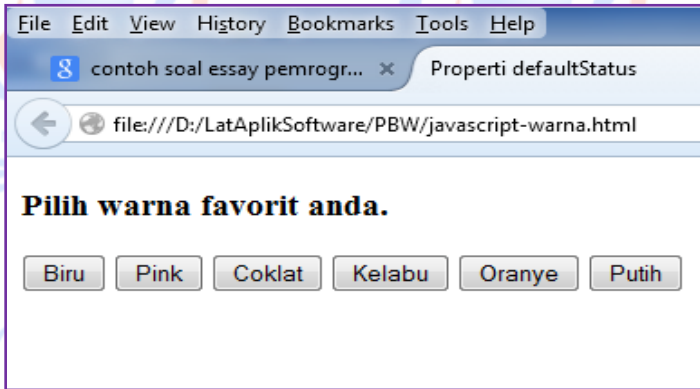 File Edit View History Bookmarks Tools Help
8 contoh soal essay pemrogr... × Properti defaultStatus
file:///D:/LatAplikSoftware/PBW/javascript-warna.html
Pilih warna favorit anda.
Biru Pink Coklat Kelabu Oranye Putih